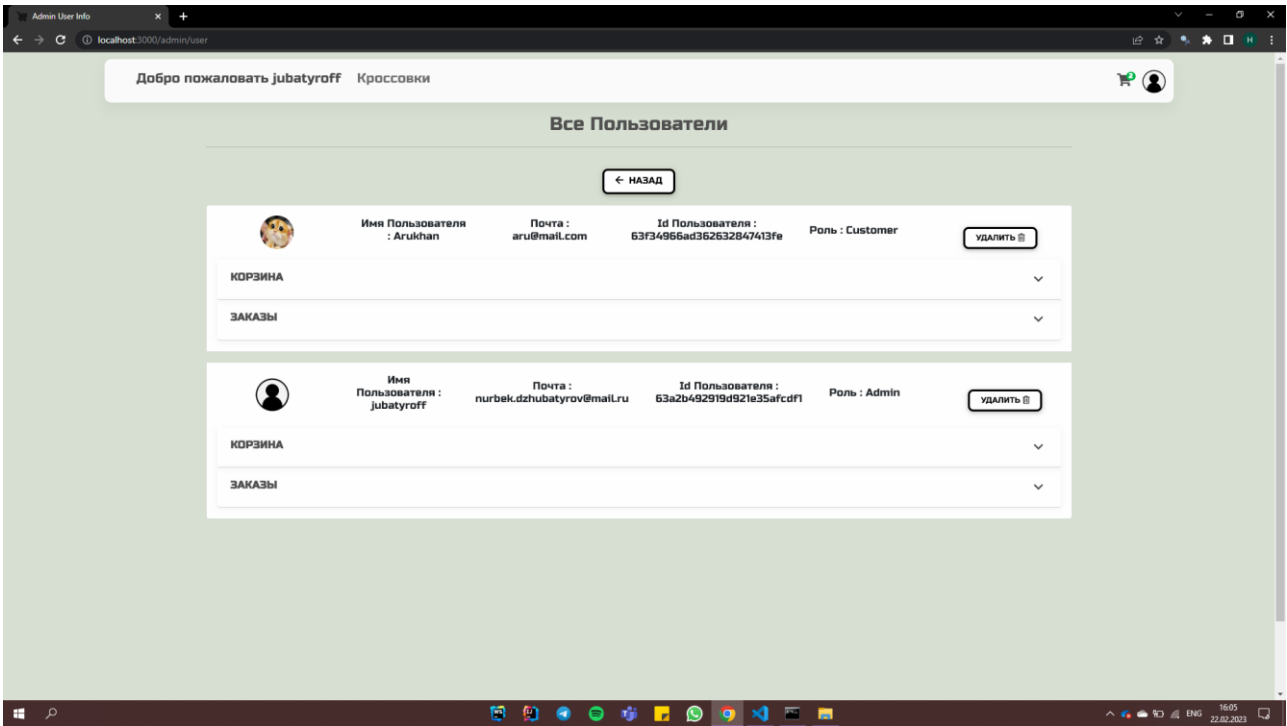 Admin User Info
localhost:3000/admin/user
H
Добро пожаловать jubatyroff Кроссовки
2
Все Пользователи
← НАЗАД
Имя Пользователя
: Arukhan
Почта :
aru@mail.com
Id Пользователя :
63f34966ad362632847413fe
Роль : Customer
УДАЛИТЬ
КОРЗИНА
ЗАКАЗЫ
Имя
Пользователя :
jubatyroff
Почта :
nurbek.dzhubatyrov@mail.ru
Id Пользователя :
63a2b492919d921e35afcdf1
Роль : Admin
УДАЛИТЬ
КОРЗИНА
ЗАКАЗЫ
ENG
16:05
22.02.2023